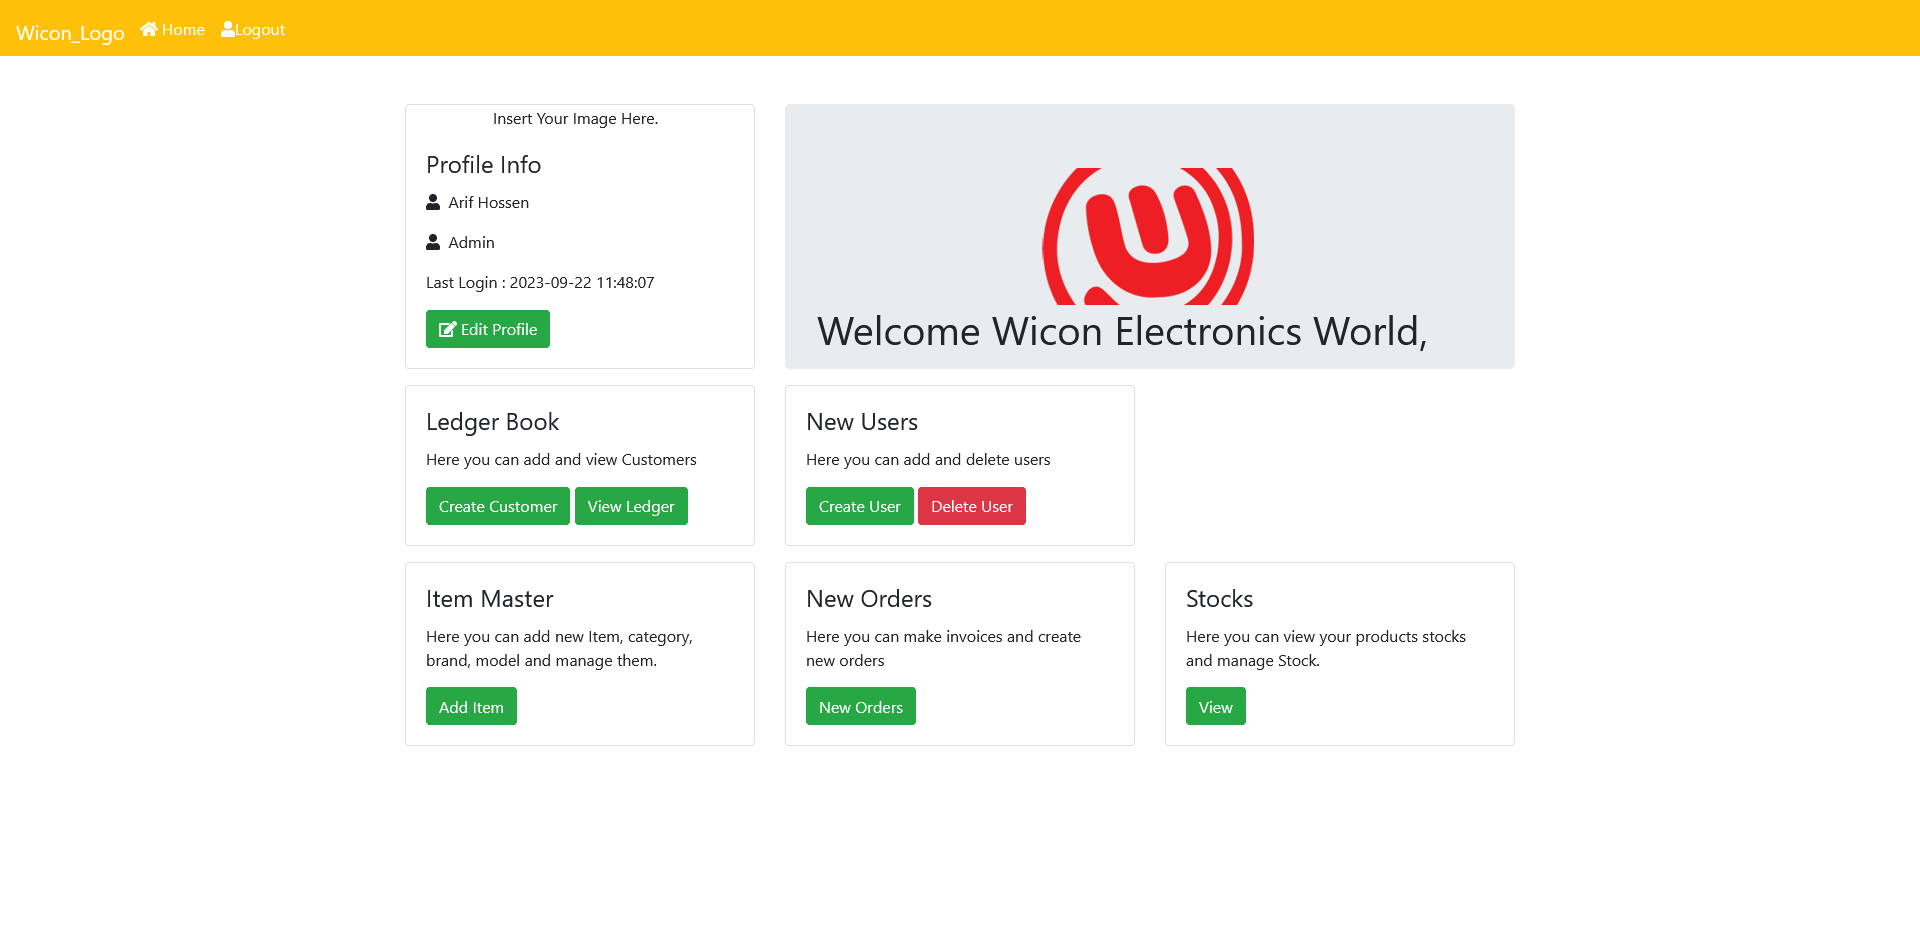 Wicon_Logo Home Logout
Insert Your Image Here.
Profile Info
Arif Hossen
Admin
Last Login : 2023-09-22 11:48:07
Edit Profile
Welcome Wicon Electronics World,
Ledger Book
Here you can add and view Customers
Create Customer View Ledger
New Users
Here you can add and delete users
Create User Delete User
Item Master
Here you can add new Item, category,
brand, model and manage them.
Add Item
New Orders
Here you can make invoices and create
new orders
New Orders
Stocks
Here you can view your products stocks
and manage Stock.
View